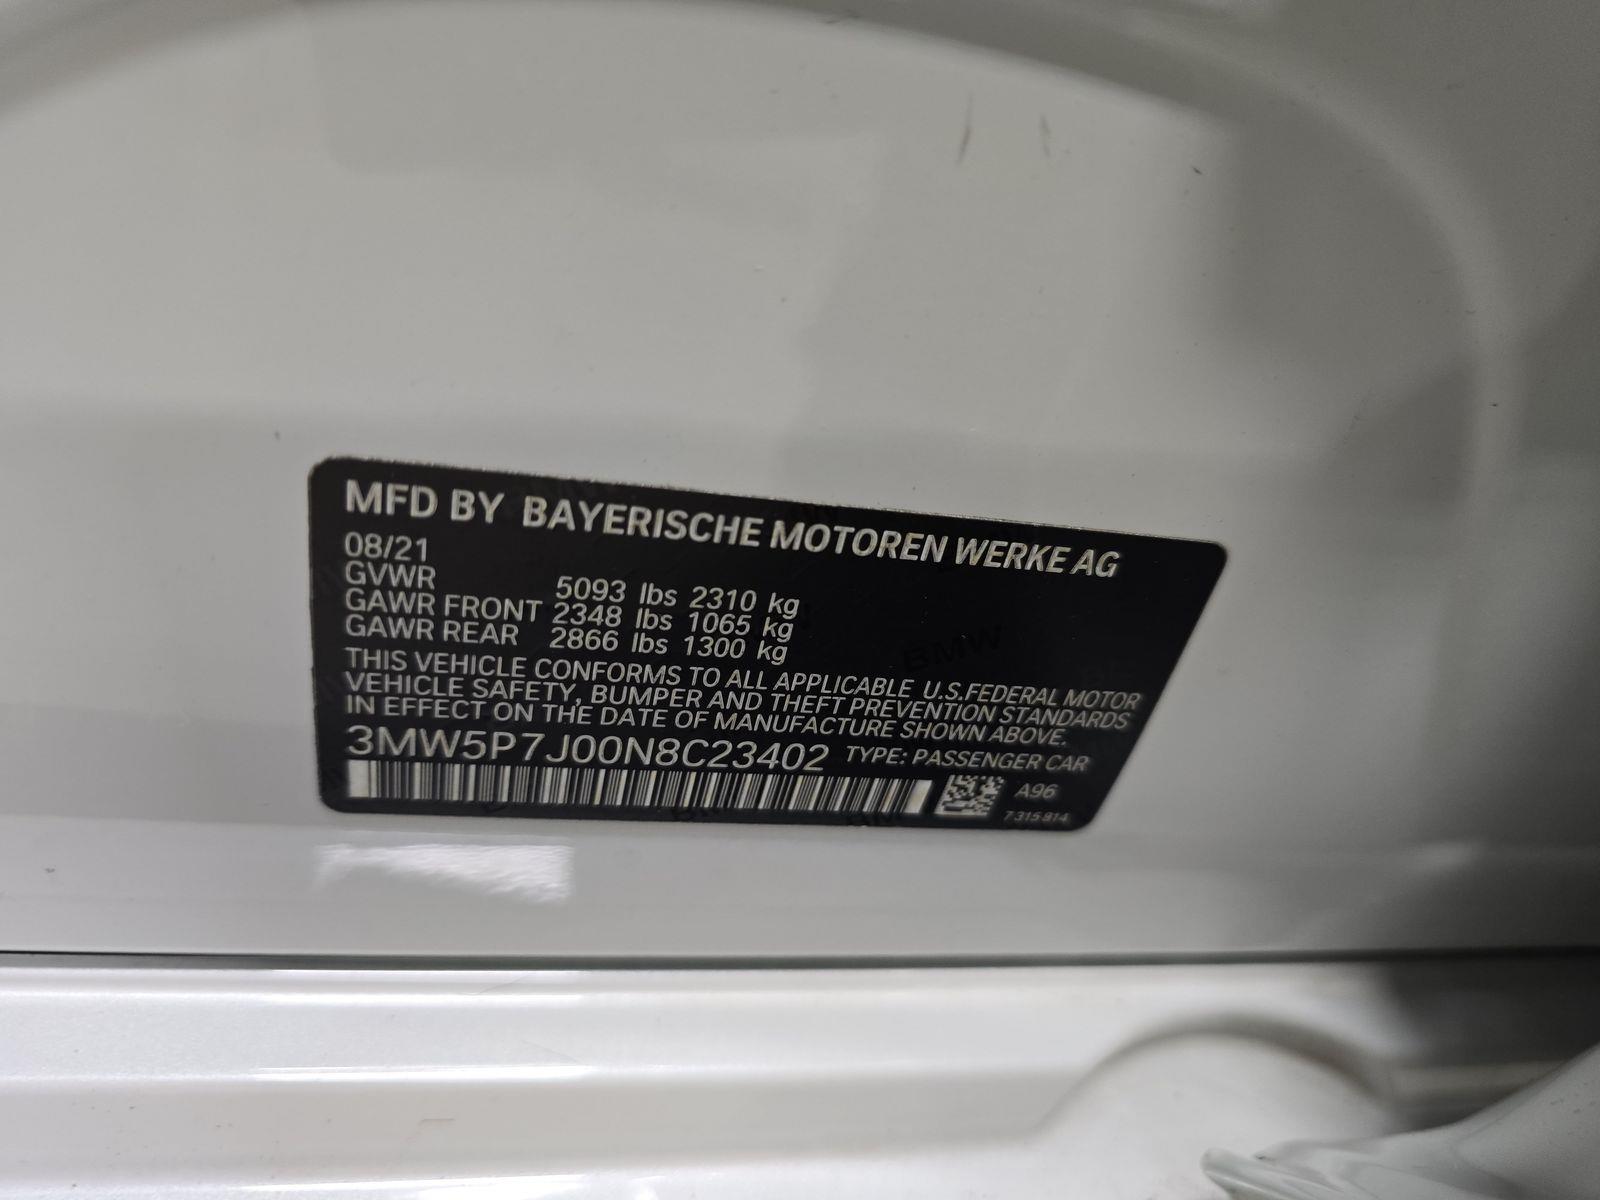 MFD BY BAYERISCHE MOTOREN WERKE AG
08/21
GVWR 5093 lbs 2310 kg
GAWR FRONT 2348 lbs 1065 kg
GAWR REAR 2866 lbs 1300 kg
THIS VEHICLE CONFORMS TO ALL APPLICABLE U.S.FEDERAL MOTOR
VEHICLE SAFETY, BUMPER AND THEFT PREVENTION STANDARDS
IN EFFECT ON THE DATE OF MANUFACTURE SHOWN ABOVE.
3MW5P7J00N8C23402 TYPE: PASSENGER CAR
A96
7 315 814
BMW